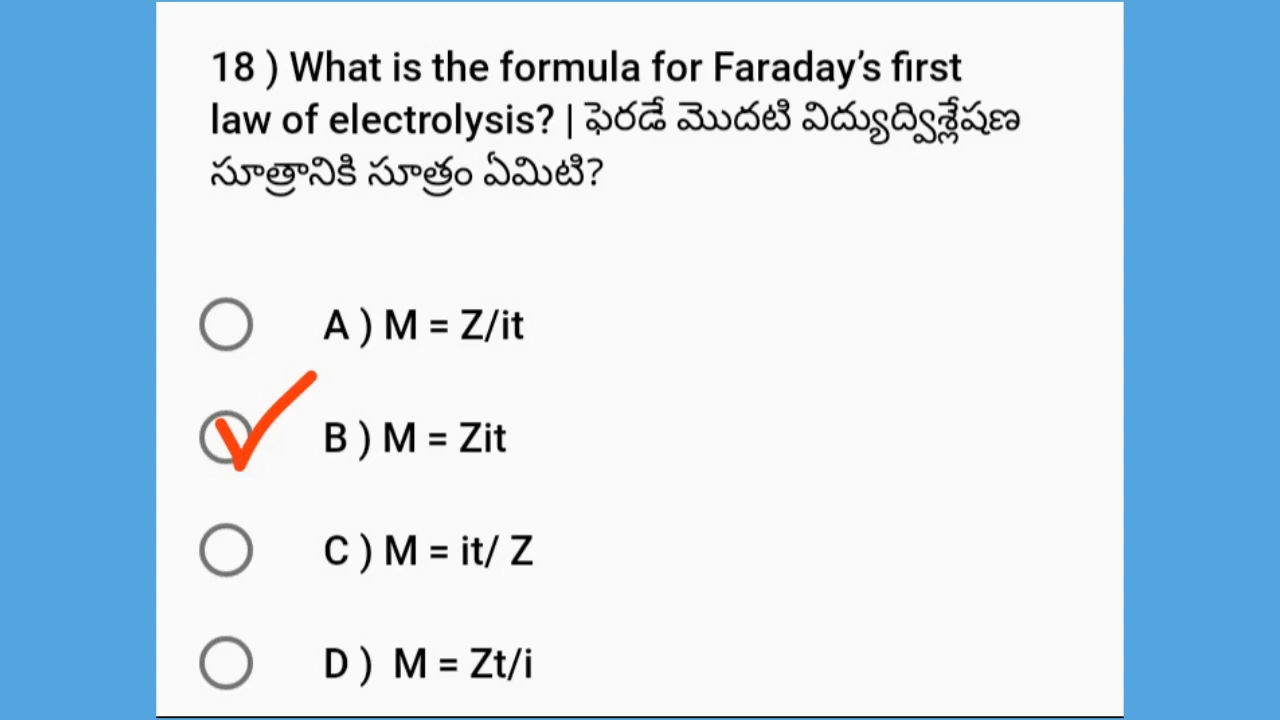 18 ) What is the formula for Faraday's first
law of electrolysis? | ఫెరడే మొదటి విద్యుద్విశ్లేషణ
సూత్రానికి సూత్రం ఏమిటి?
A ) M = Z/it
B ) M = Zit
C ) M = it/ Z
D ) M = Zt/i